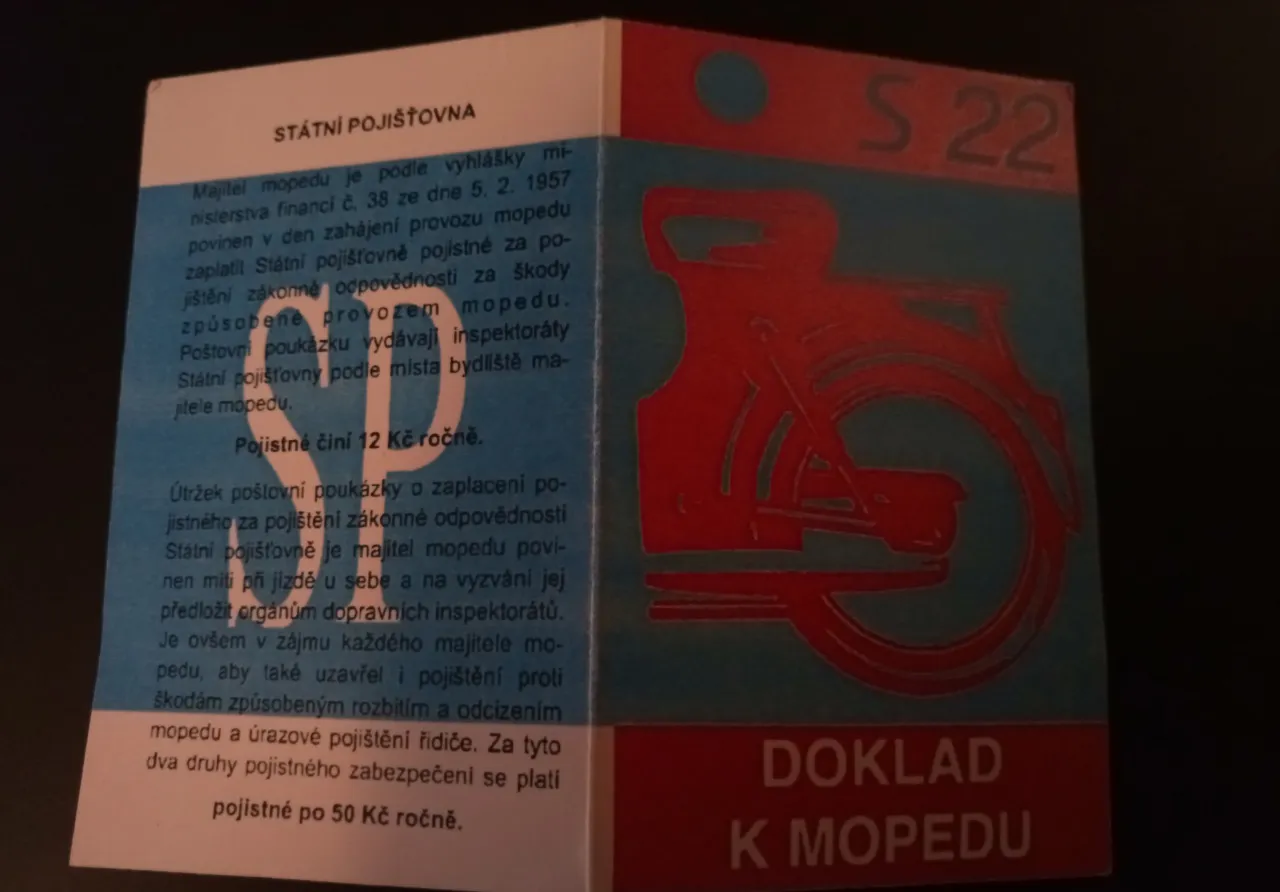 STÁTNÍ POJIŠŤOVNA
Majitel mopedu je podle vyhlášky mi-
nisterstva financí č. 38 ze dne 5. 2. 1957
povinen v den zahájení provozu mopedu
zaplatit Státní pojišťovně pojistné za po-
jištění zákonné odpovědnosti za škody
způsobené provozem mopedu.
Poštovní poukázku vydávají inspektoráty
Státní pojišťovny podle místa bydliště ma-
jitele mopedu.
Pojistné činí 12 Kč ročně.
Útržek poštovní poukázky o zaplacení po-
jistného za pojištění zákonné odpovědnosti
Státní pojišťovně je majitel mopedu povi-
nen míti při jízdě u sebe a na vyzvání jej
předložit orgánům dopravních inspektorátů.
Je ovšem v zájmu každého majitele mo-
pedu, aby také uzavřel i pojištění proti
škodám způsobeným rozbitím a odcizením
mopedu a úrazové pojištění řidiče. Za tyto
dva druhy pojistného zabezpečení se platí
pojistné po 50 Kč ročně.
SP
S 22
DOKLAD
K MOPEDU